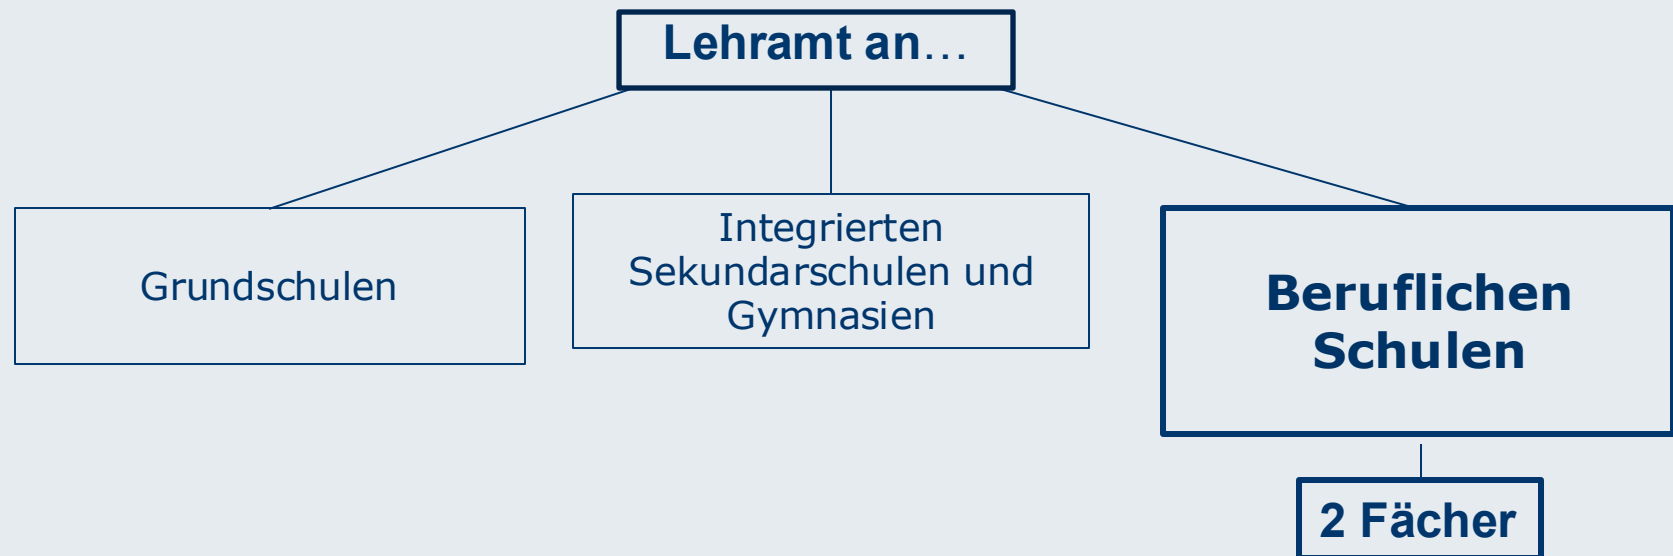 Lehramt an…
Grundschulen
Integrierten
Sekundarschulen und
Gymnasien
Beruflichen
Schulen
2 Fächer